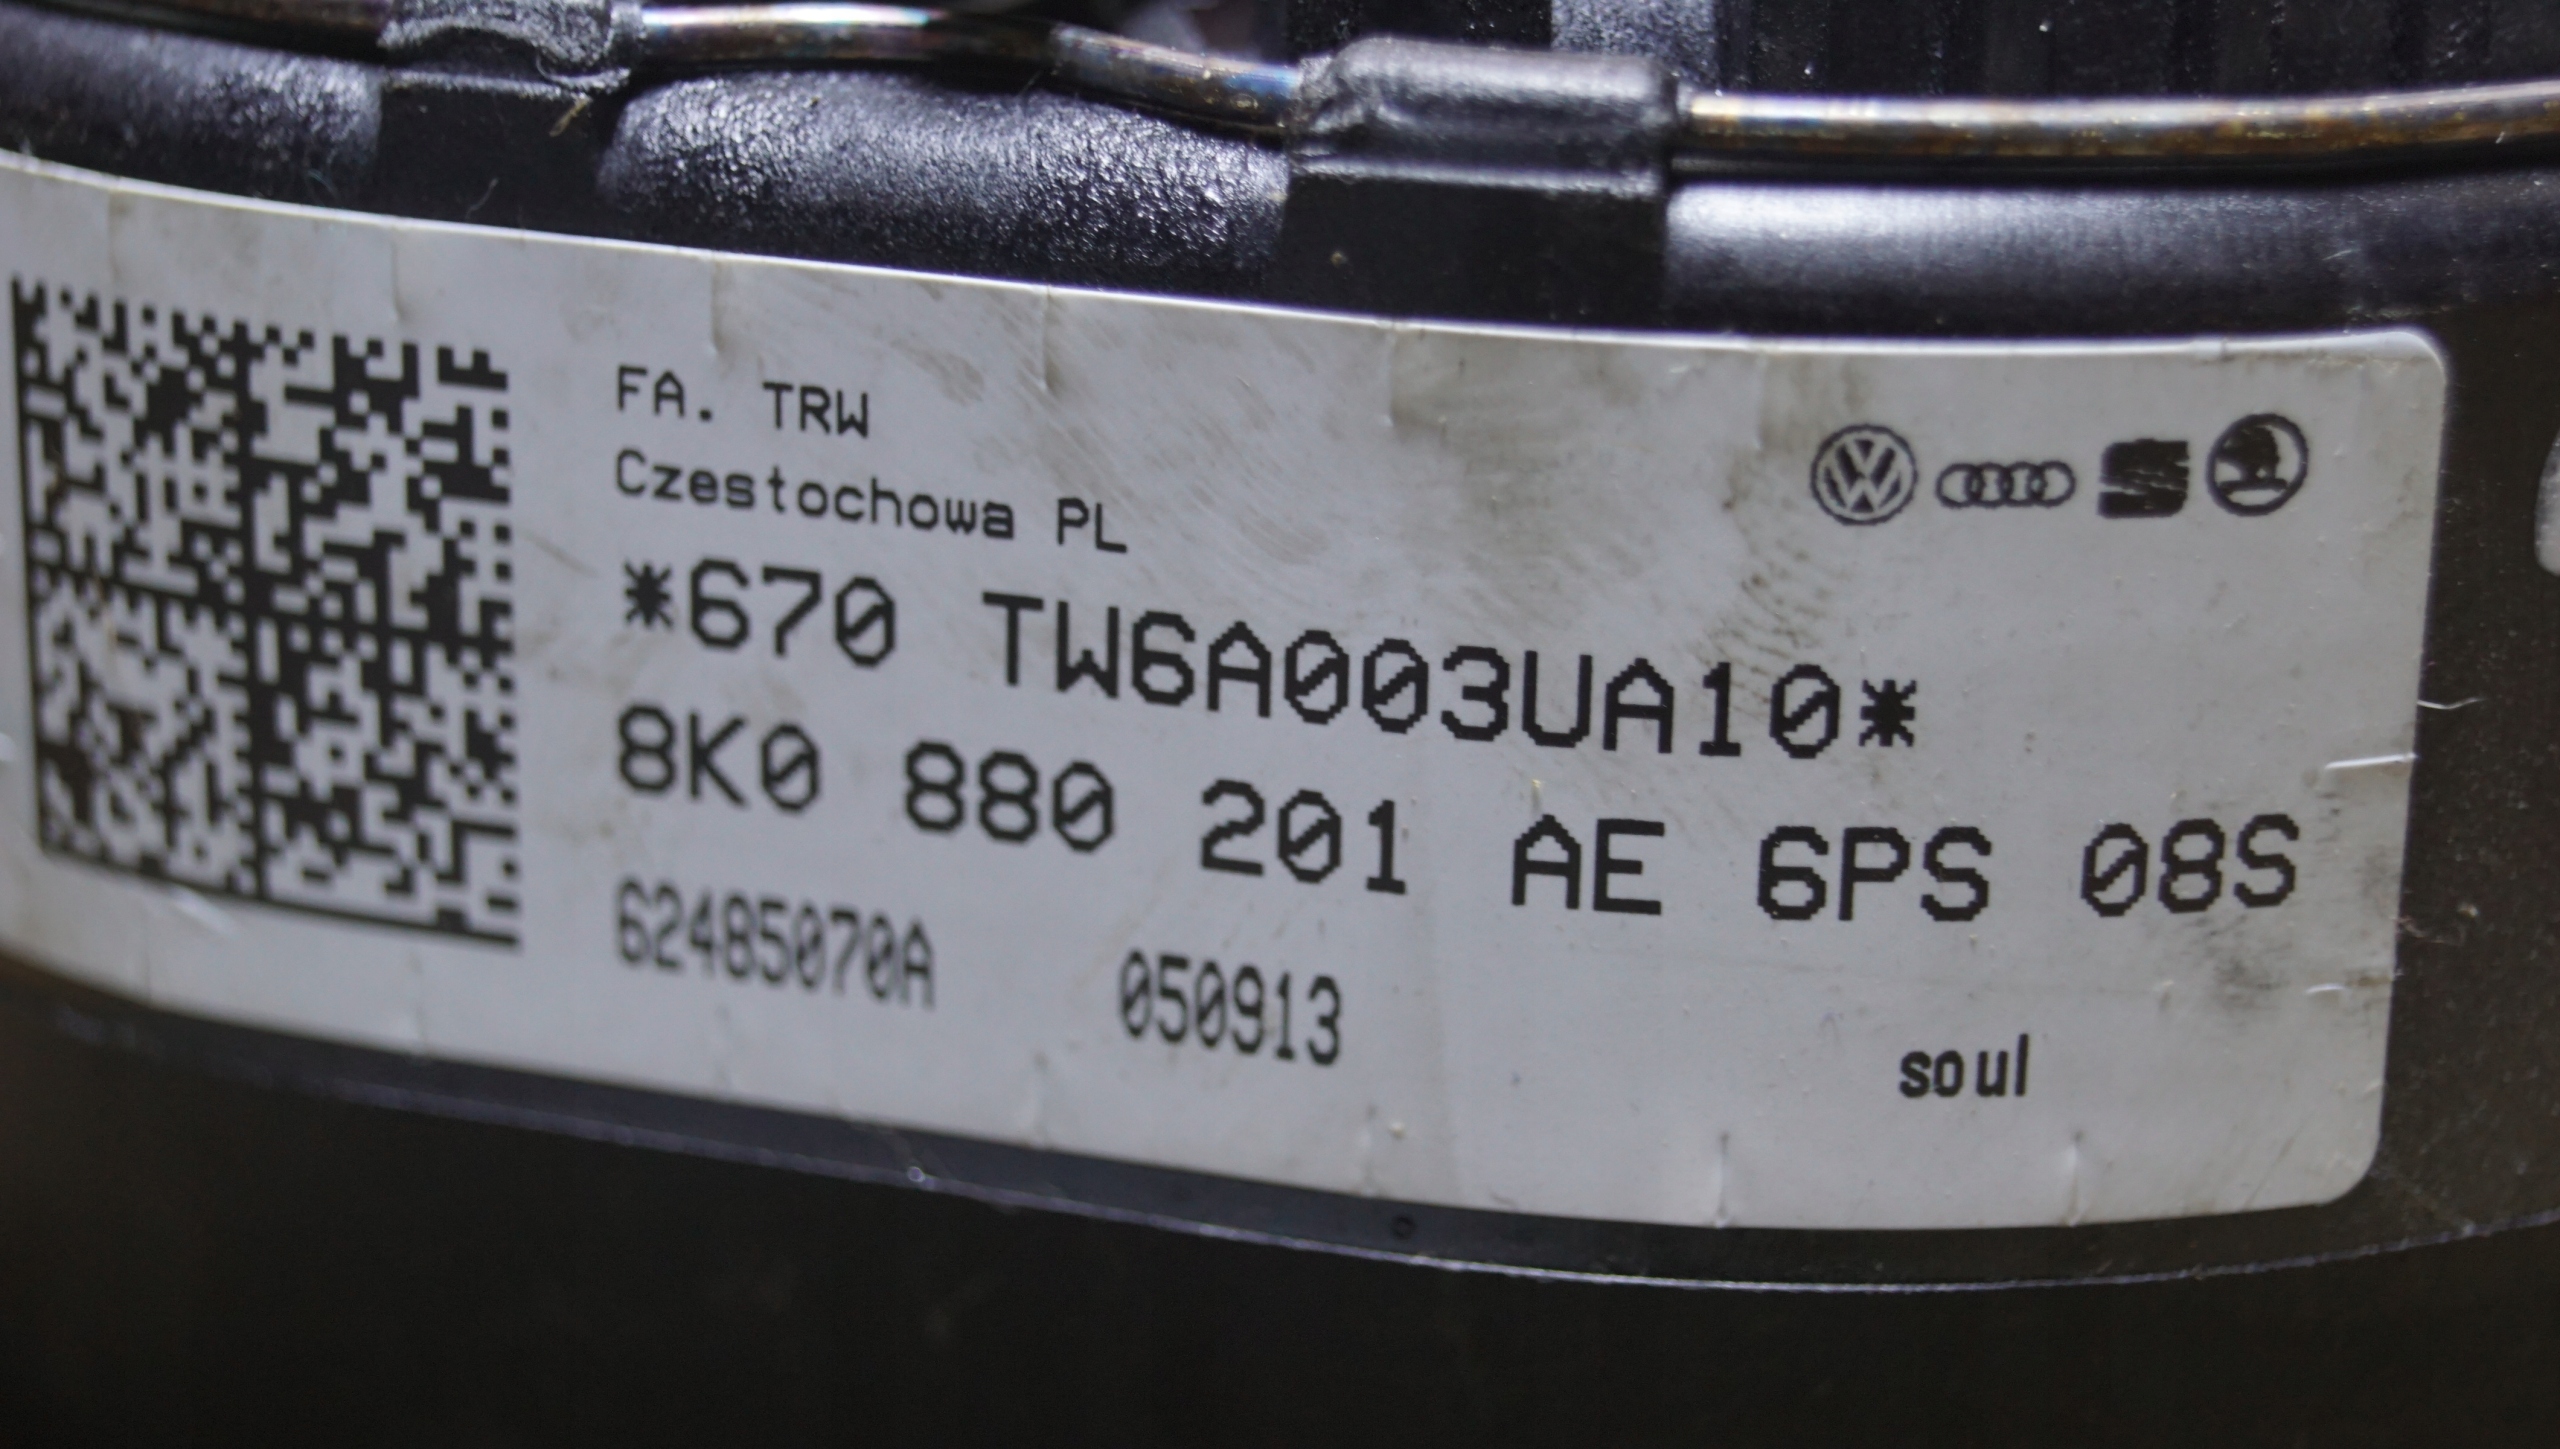 FA. TRW
Czestochowa PL
*670 TW6A003UA10*
8K0 880 201 AE 6PS 08S
62485070A 050913
soul